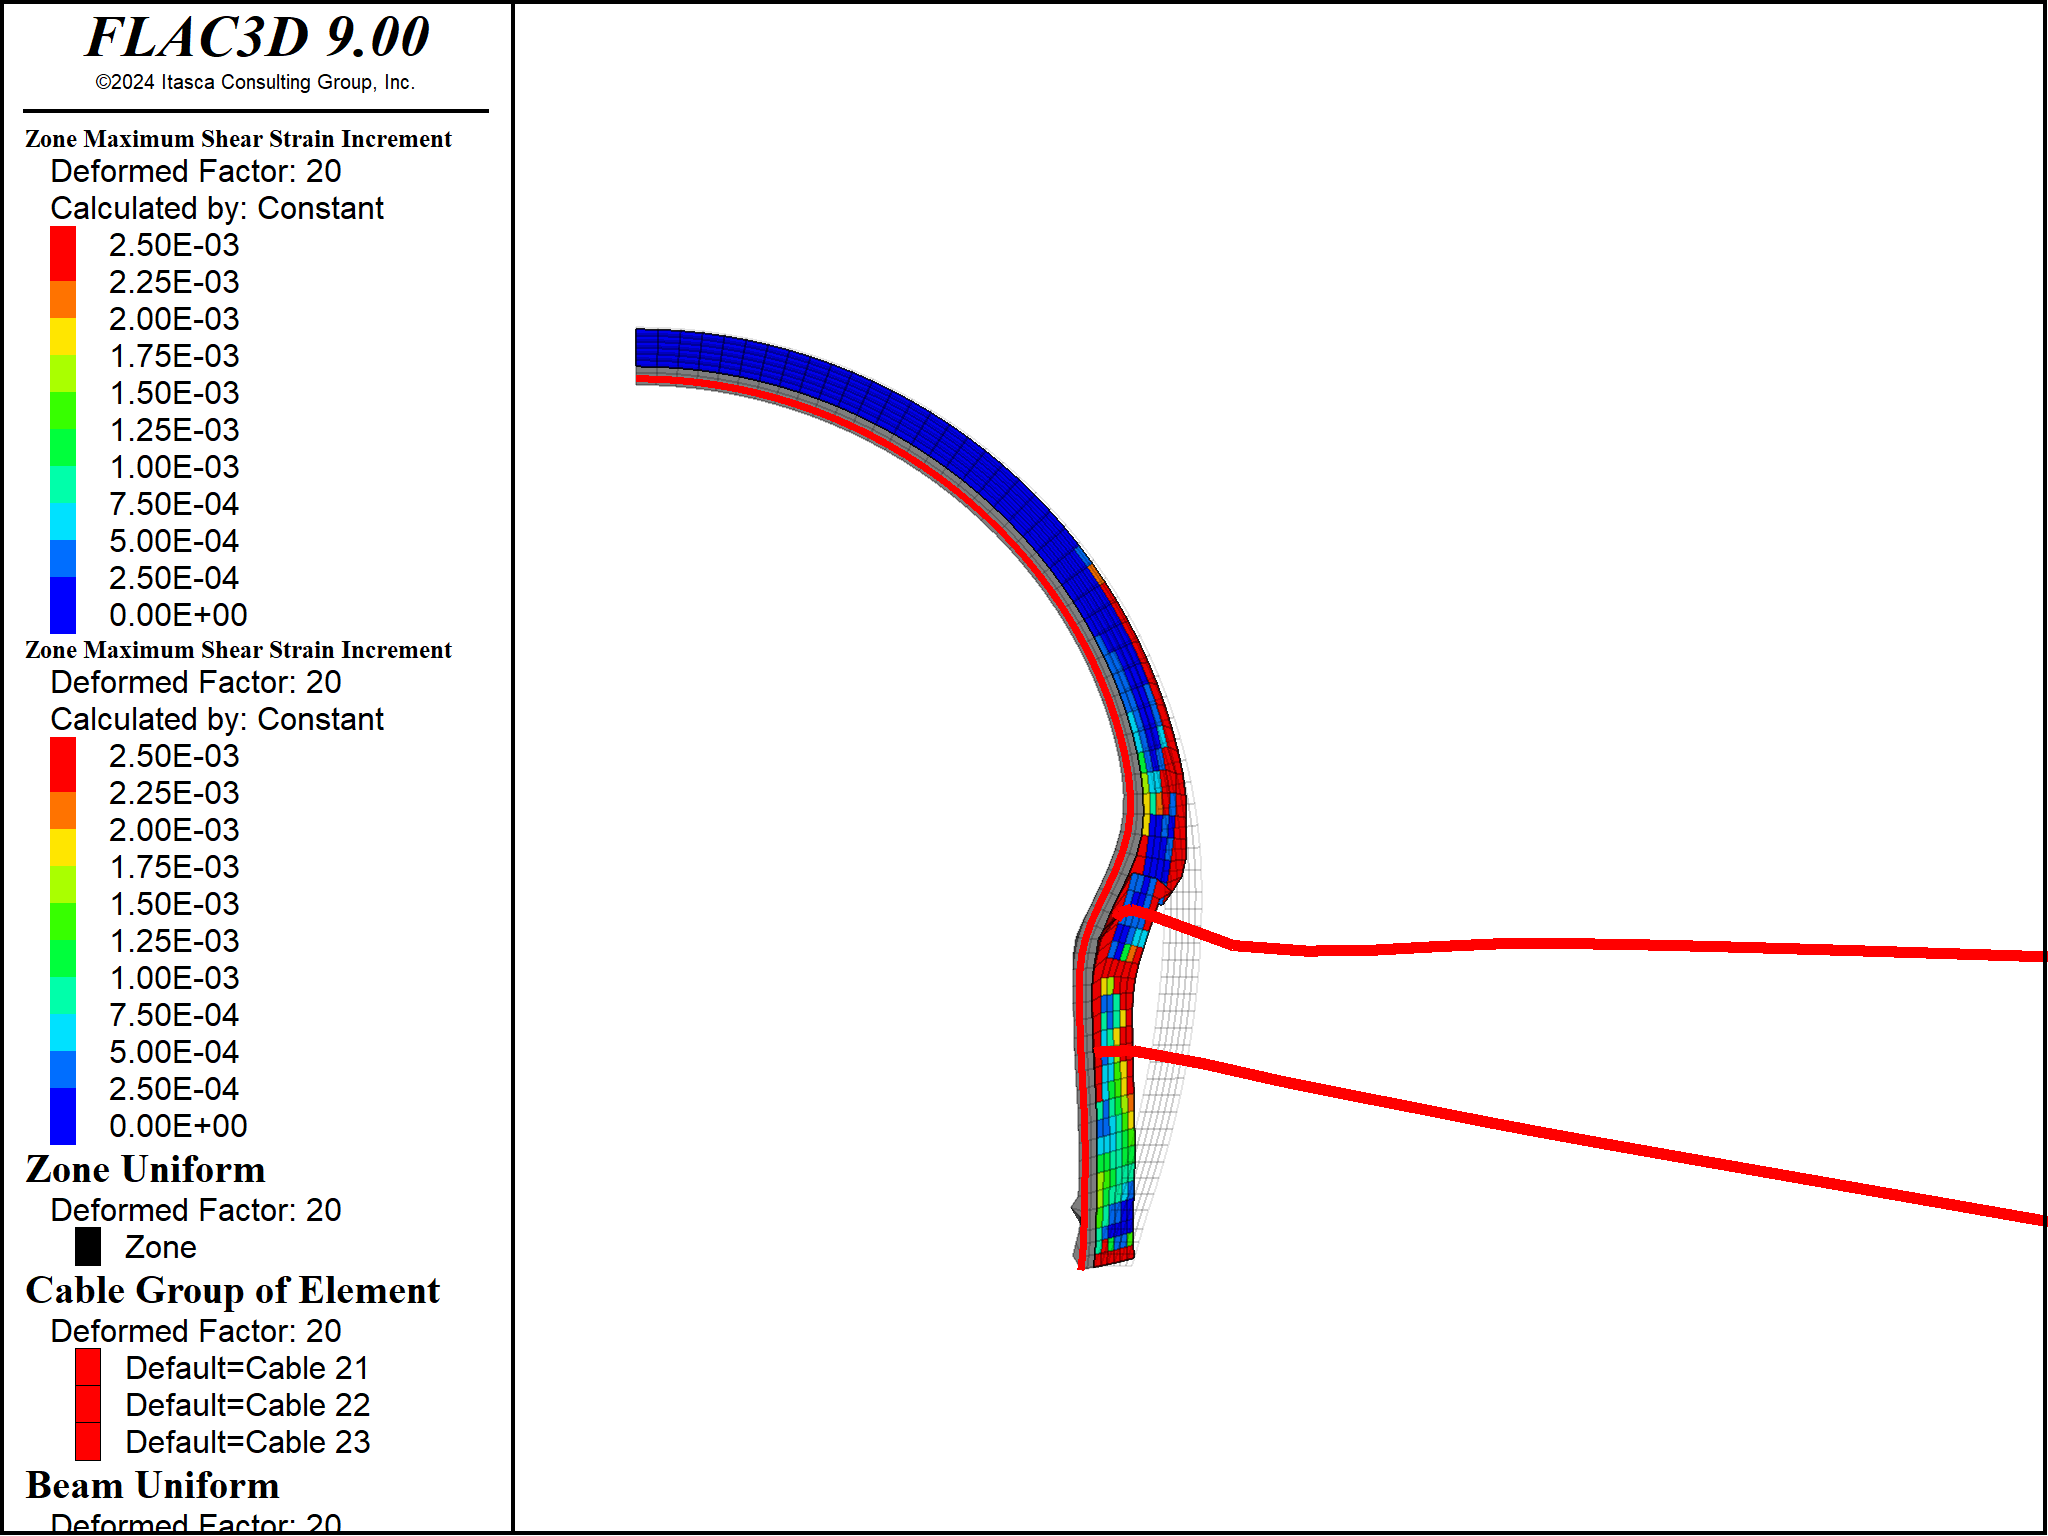 FLAC3D 9.00
©2024 Itasca Consulting Group, Inc.
Zone Maximum Shear Strain Increment
Deformed Factor: 20
Calculated by: Constant
2.50E-03
2.25E-03
2.00E-03
1.75E-03
1.50E-03
1.25E-03
1.00E-03
7.50E-04
5.00E-04
2.50E-04
0.00E+00
Zone Maximum Shear Strain Increment
Deformed Factor: 20
Calculated by: Constant
2.50E-03
2.25E-03
2.00E-03
1.75E-03
1.50E-03
1.25E-03
1.00E-03
7.50E-04
5.00E-04
2.50E-04
0.00E+00
Zone Uniform
Deformed Factor: 20
Zone
Cable Group of Element
Deformed Factor: 20
Default=Cable 21
Default=Cable 22
Default=Cable 23
Beam Uniform
Deformed Factor: 20